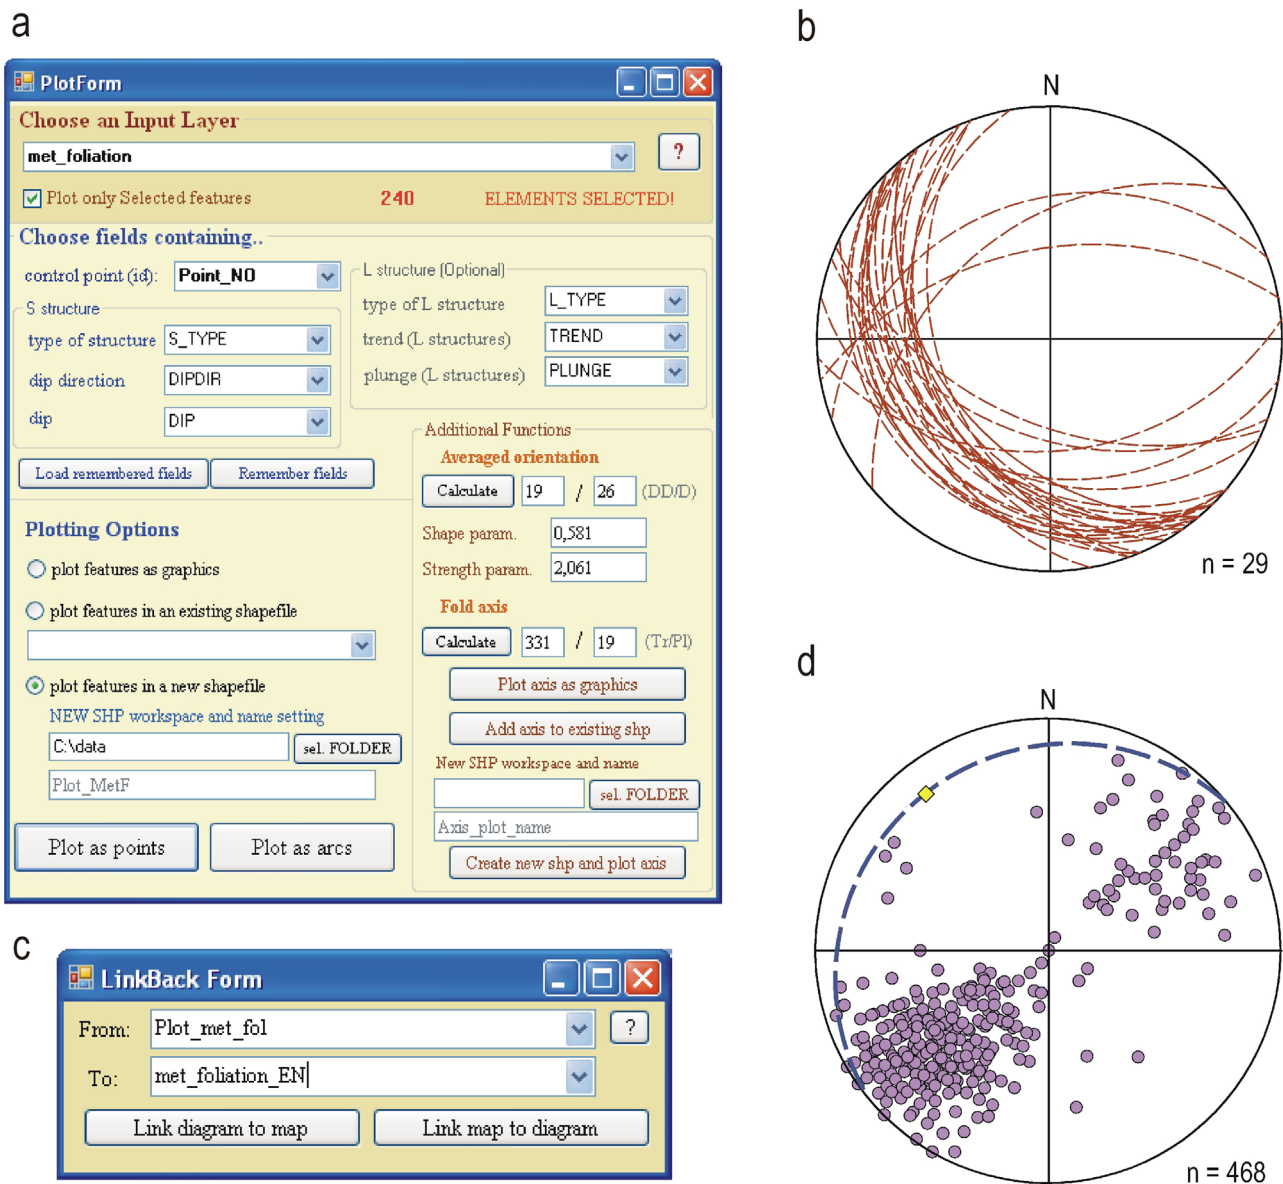 a
PlotForm
Choose an Input Layer
met_foliation
?
Plot only Selected features 240 ELEMENTS SELECTED!
Choose fields containing..
control point (id): Point_NO
S structure
type of structure S_TYPE
dip direction DIPDIR
dip DIP
L structure (Optional)
type of L structure L_TYPE
trend (L structures) TREND
plunge (L structures) PLUNGE
Load remembered fields Remember fields
Plotting Options
plot features as graphics
plot features in an existing shapefile
plot features in a new shapefile
NEW SHP workspace and name setting
C:\data sel. FOLDER
Plot_MetF
Plot as points Plot as arcs
Additional Functions
Averaged orientation
Calculate 19 / 26 (DD/D)
Shape param. 0,581
Strength param. 2,061
Fold axis
Calculate 331 / 19 (Tr/Pl)
Plot axis as graphics
Add axis to existing shp
New SHP workspace and name
sel. FOLDER
Axis_plot_name
Create new shp and plot axis
b
N
n = 29
c
LinkBack Form
From: Plot_met_fol ?
To: met_foliation_EN
Link diagram to map Link map to diagram
d
N
n = 468